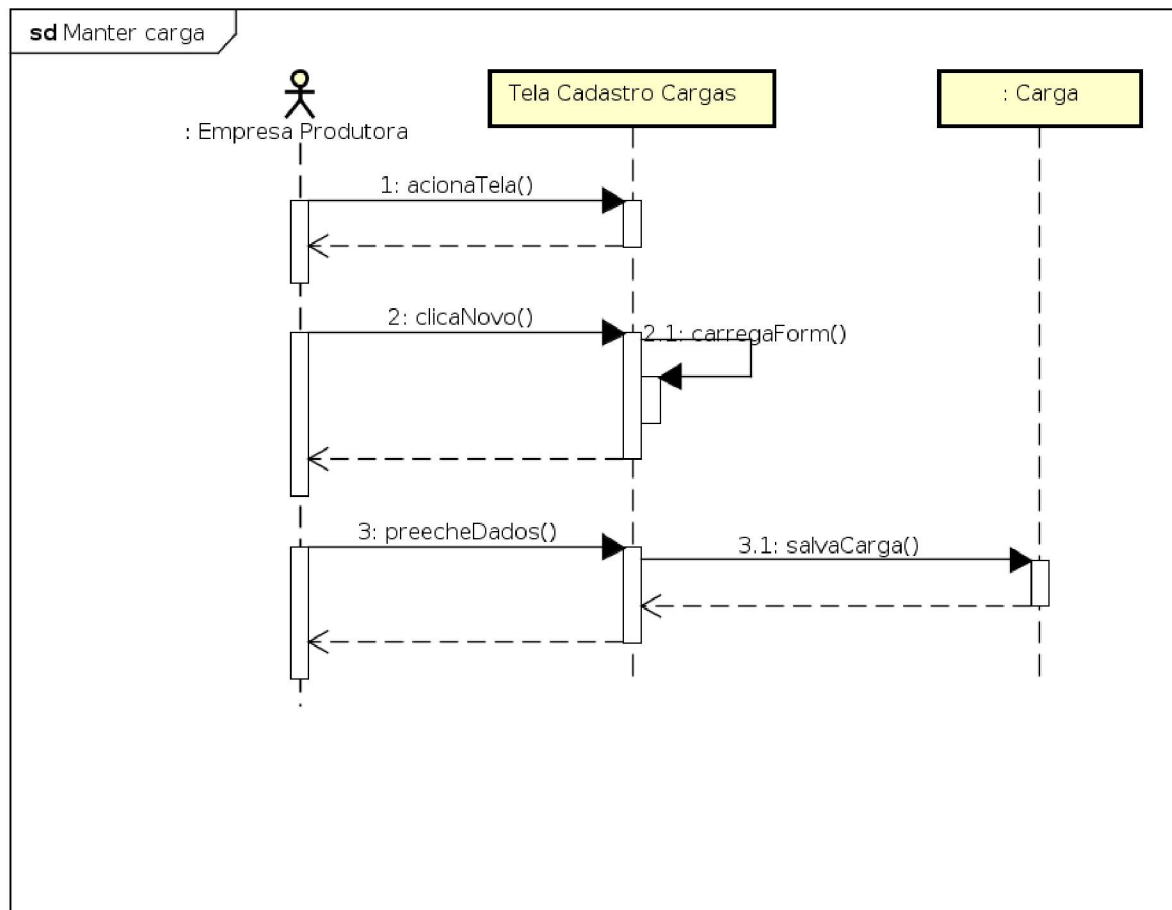 sd Manter carga
Tela Cadastro Cargas
: Carga
: Empresa Produtora
1: acionaTela()
2: clicaNovo()
2.1: carregaForm()
3: preecheDados()
3.1: salvaCarga()